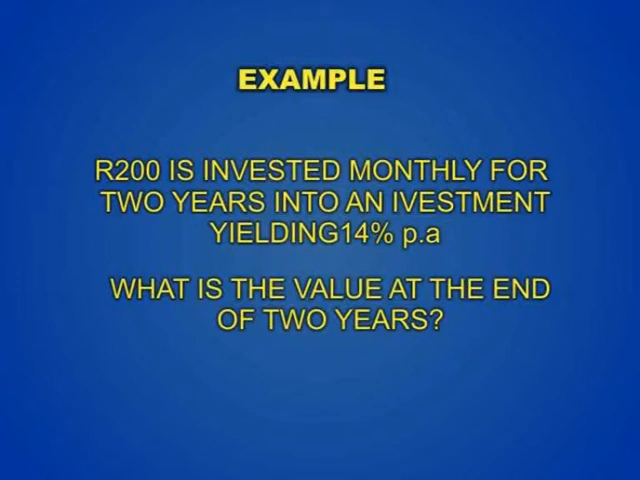 EXAMPLE
R200 IS INVESTED MONTHLY FOR
TWO YEARS INTO AN IVESTMENT
YIELDING14% p.a
WHAT IS THE VALUE AT THE END
OF TWO YEARS?